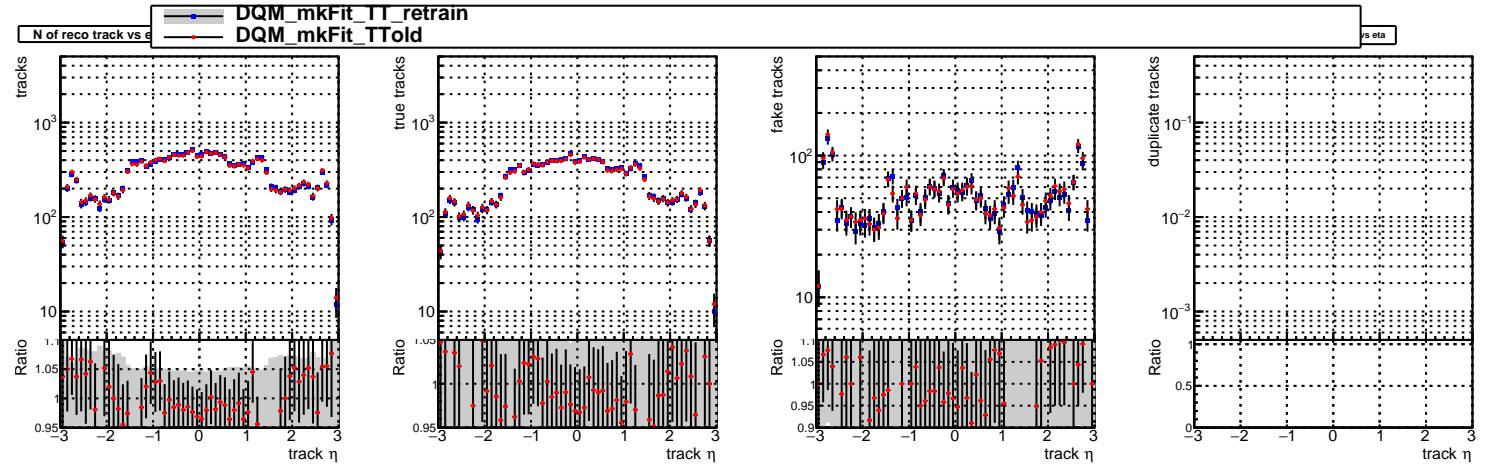 DQM_mkFit_TT_retrain
DQM_mkFit_TTold
N of reco track vs e
vs eta
tracks
10³
10²
10
Ratio
1.1
1.05
1
0.95
−3 −2 −1 0 1 2 3
track η
true tracks
10³
10²
10
Ratio
1.05
1
0.95
−3 −2 −1 0 1 2 3
track η
fake tracks
10²
10
Ratio
1.1
1.05
1
0.95
0.9
−3 −2 −1 0 1 2 3
track η
duplicate tracks
10⁻¹
10⁻²
10⁻³
Ratio
1
0.5
0
−3 −2 −1 0 1 2 3
track η